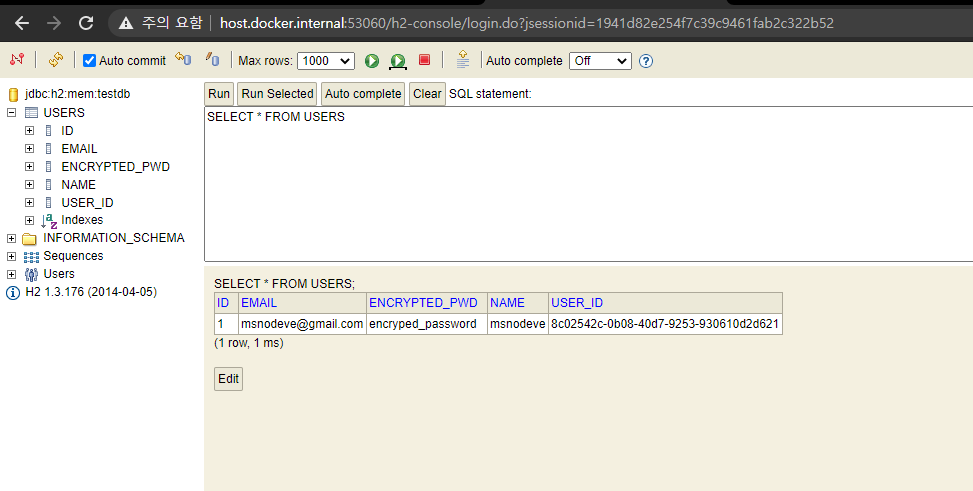 주의 요함 host.docker.internal:53060/h2-console/login.do?jsessionid=1941d82e254f7c39c9461fab2c322b52
Auto commit Max rows: 1000 Auto complete Off
jdbc:h2:mem:testdb
USERS
ID
EMAIL
ENCRYPTED_PWD
NAME
USER_ID
Indexes
INFORMATION_SCHEMA
Sequences
Users
H2 1.3.176 (2014-04-05)
Run Run Selected Auto complete Clear SQL statement:
SELECT * FROM USERS
SELECT * FROM USERS;
ID EMAIL ENCRYPTED_PWD NAME USER_ID
1 msnodeve@gmail.com encryped_password msnodeve 8c02542c-0b08-40d7-9253-930610d2d621
(1 row, 1 ms)
Edit